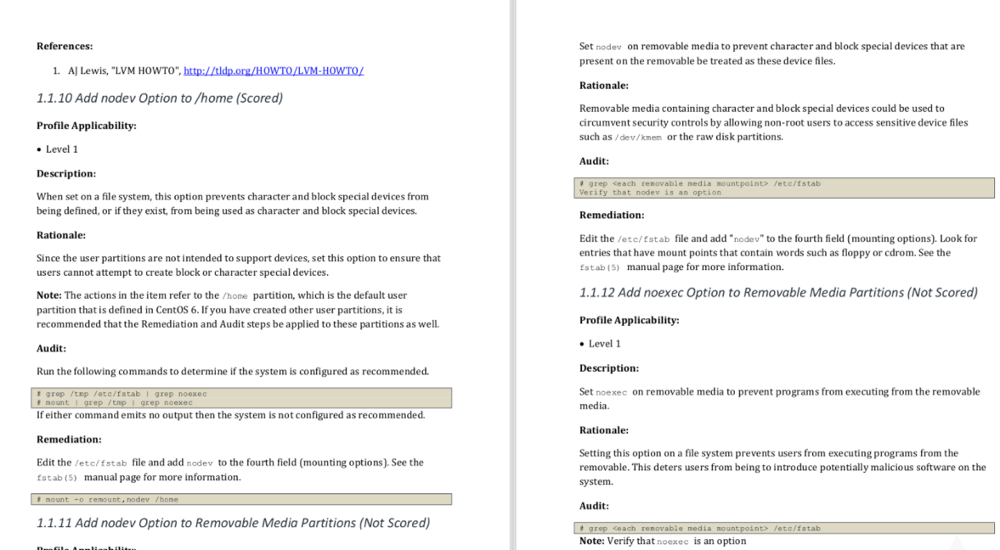 References:
1. AJ Lewis, "LVM HOWTO", http://tldp.org/HOWTO/LVM-HOWTO/
1.1.10 Add nodev Option to /home (Scored)
Profile Applicability:
• Level 1
Description:
When set on a file system, this option prevents character and block special devices from
being defined, or if they exist, from being used as character and block special devices.
Rationale:
Since the user partitions are not intended to support devices, set this option to ensure that
users cannot attempt to create block or character special devices.
Note: The actions in the item refer to the /home partition, which is the default user
partition that is defined in CentOS 6. If you have created other user partitions, it is
recommended that the Remediation and Audit steps be applied to these partitions as well.
Audit:
Run the following commands to determine if the system is configured as recommended.
# grep /tmp /etc/fstab | grep noexec
# mount | grep /tmp | grep noexec
If either command emits no output then the system is not configured as recommended.
Remediation:
Edit the /etc/fstab file and add nodev to the fourth field (mounting options). See the
fstab(5) manual page for more information.
# mount -o remount,nodev /home
1.1.11 Add nodev Option to Removable Media Partitions (Not Scored)
Profile Applicability:
Set nodev on removable media to prevent character and block special devices that are
present on the removable be treated as these device files.
Rationale:
Removable media containing character and block special devices could be used to
circumvent security controls by allowing non-root users to access sensitive device files
such as /dev/kmem or the raw disk partitions.
Audit:
# grep <each removable media mountpoint> /etc/fstab
Verify that nodev is an option
Remediation:
Edit the /etc/fstab file and add "nodev" to the fourth field (mounting options). Look for
entries that have mount points that contain words such as floppy or cdrom. See the
fstab(5) manual page for more information.
1.1.12 Add noexec Option to Removable Media Partitions (Not Scored)
Profile Applicability:
• Level 1
Description:
Set noexec on removable media to prevent programs from executing from the removable
media.
Rationale:
Setting this option on a file system prevents users from executing programs from the
removable. This deters users from being to introduce potentially malicious software on the
system.
Audit:
# grep <each removable media mountpoint> /etc/fstab
Note: Verify that noexec is an option